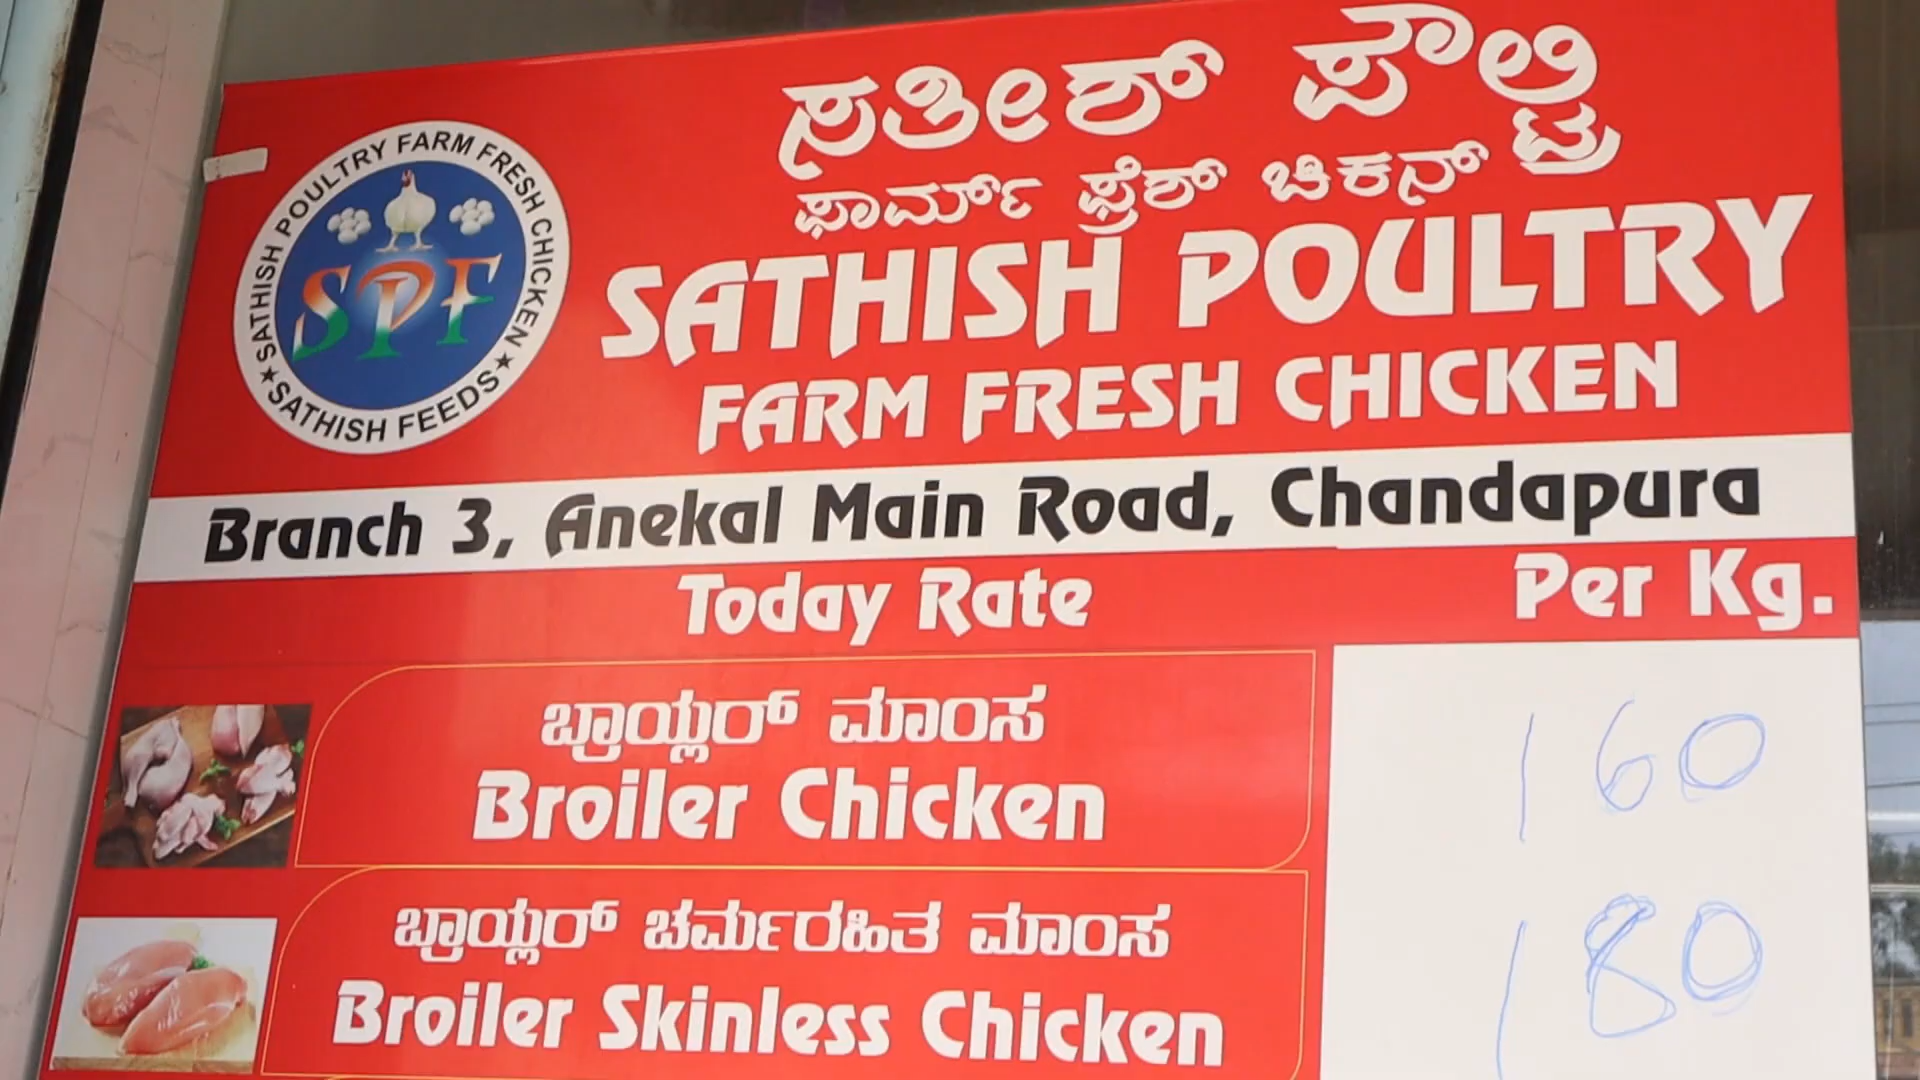 ಸತೀಶ್ ಪೌಲ್ಟ್ರಿ
ಫಾರ್ಮ್ ಫ್ರೆಶ್ ಚಿಕನ್
SATHISH POULTRY
FARM FRESH CHICKEN
★ SATHISH POULTRY FARM FRESH CHICKEN ★
SPF
SATHISH FEEDS
Branch 3, Anekal Main Road, Chandapura
Today Rate Per Kg.
ಬ್ರಾಯ್ಲರ್ ಮಾಂಸ
Broiler Chicken 160
ಬ್ರಾಯ್ಲರ್ ಚರ್ಮರಹಿತ ಮಾಂಸ
Broiler Skinless Chicken 180